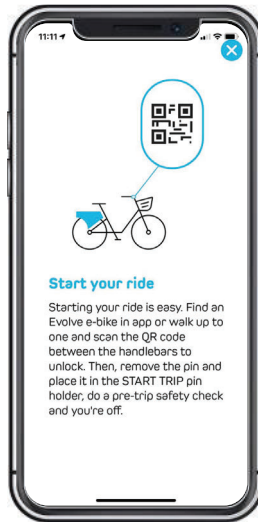 11:11
Start your ride
Starting your ride is easy. Find an
Evolve e-bike in app or walk up to
one and scan the QR code
between the handlebars to
unlock. Then, remove the pin and
place it in the START TRIP pin
holder, do a pre-trip safety check
and you're off.